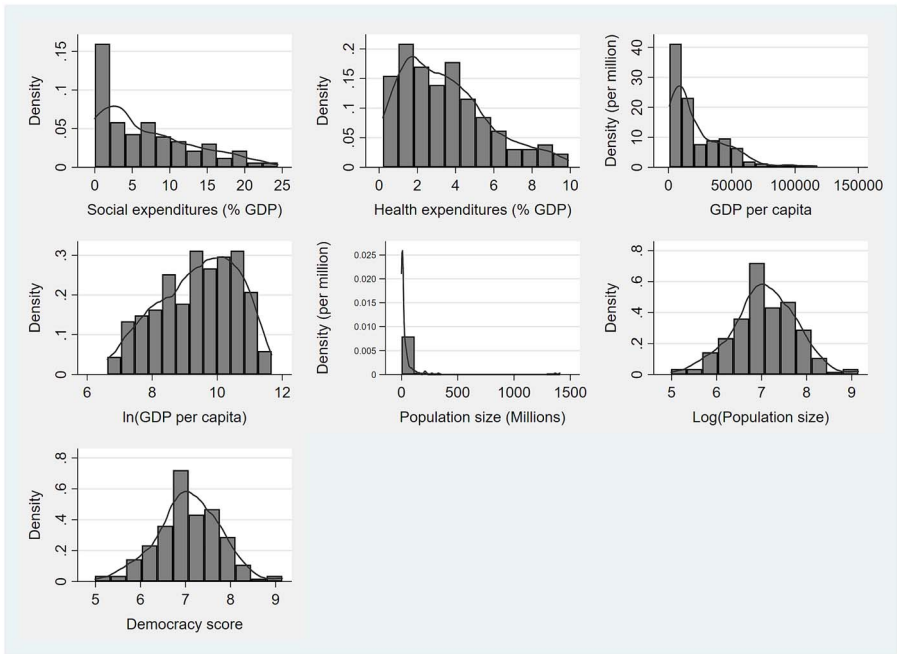 Density
.15
.1
.05
0
0 5 10 15 20 25
Social expenditures (% GDP)
Density
.2
.15
.1
.05
0
0 2 4 6 8 10
Health expenditures (% GDP)
Density (per million)
40
30
20
10
0
0 50000 100000 150000
GDP per capita
Density
.3
.2
.1
0
6 8 10 12
ln(GDP per capita)
Density (per million)
0.025
0.020
0.015
0.010
0.005
0
0 500 1000 1500
Population size (Millions)
Density
.8
.6
.4
.2
0
5 6 7 8 9
Log(Population size)
Density
.8
.6
.4
.2
0
5 6 7 8 9
Democracy score